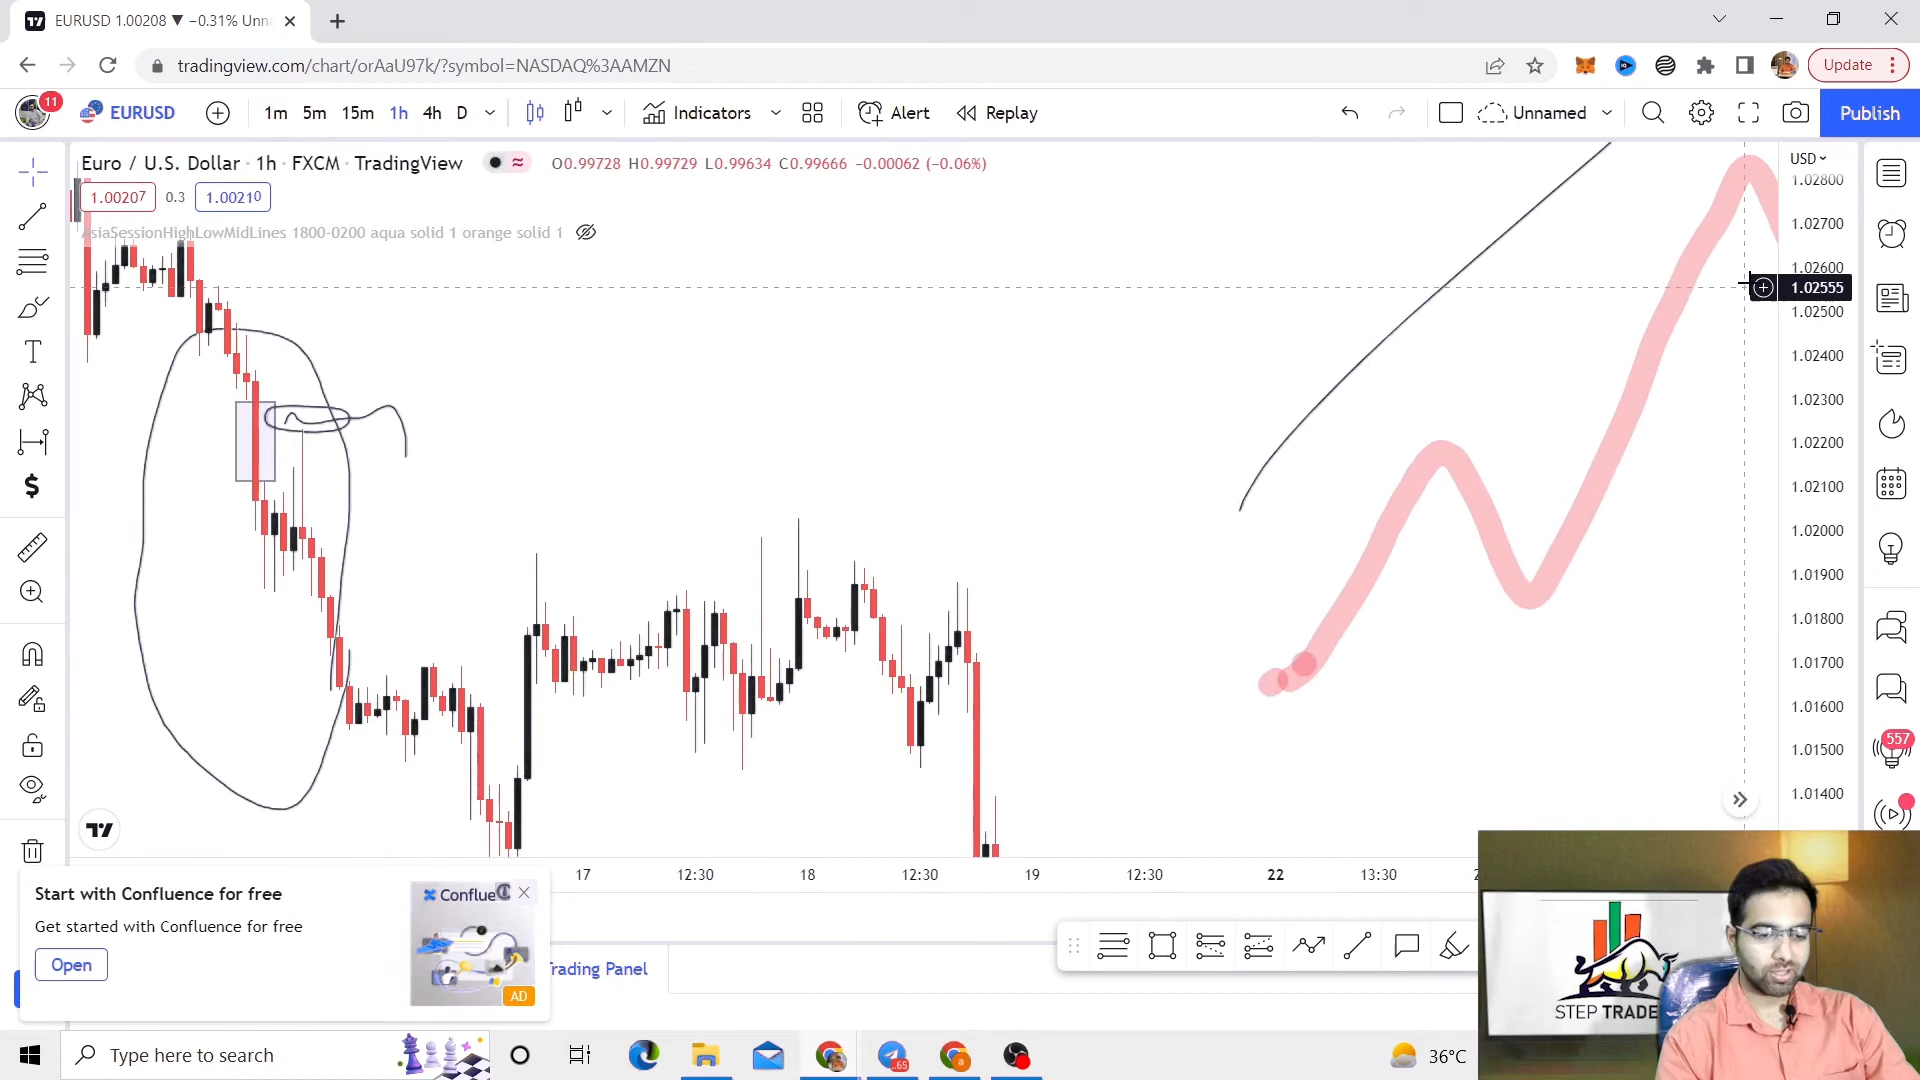 EURUSD 1.00208 ▼ −0.31% Unna
tradingview.com/chart/orAaU97k/?symbol=NASDAQ%3AAMZN
Update
11
EURUSD
1m 5m 15m 1h 4h D
Indicators
Alert
Replay
Unnamed
Publish
Euro / U.S. Dollar · 1h · FXCM · TradingView
O0.99728 H0.99729 L0.99634 C0.99666 −0.00062 (−0.06%)
1.00207 0.3 1.00210
AsiaSessionHighLowMidLines 1800-0200 aqua solid 1 orange solid 1
USD
1.02800
1.02700
1.02600
1.02555
1.02500
1.02400
1.02300
1.02200
1.02100
1.02000
1.01900
1.01800
1.01700
1.01600
1.01500
1.01400
557
17 12:30 18 12:30 19 12:30 22 13:30
Start with Confluence for free
Get started with Confluence for free
Open
Conflue
AD
Trading Panel
STEP TRADE
Type here to search
65
36°C